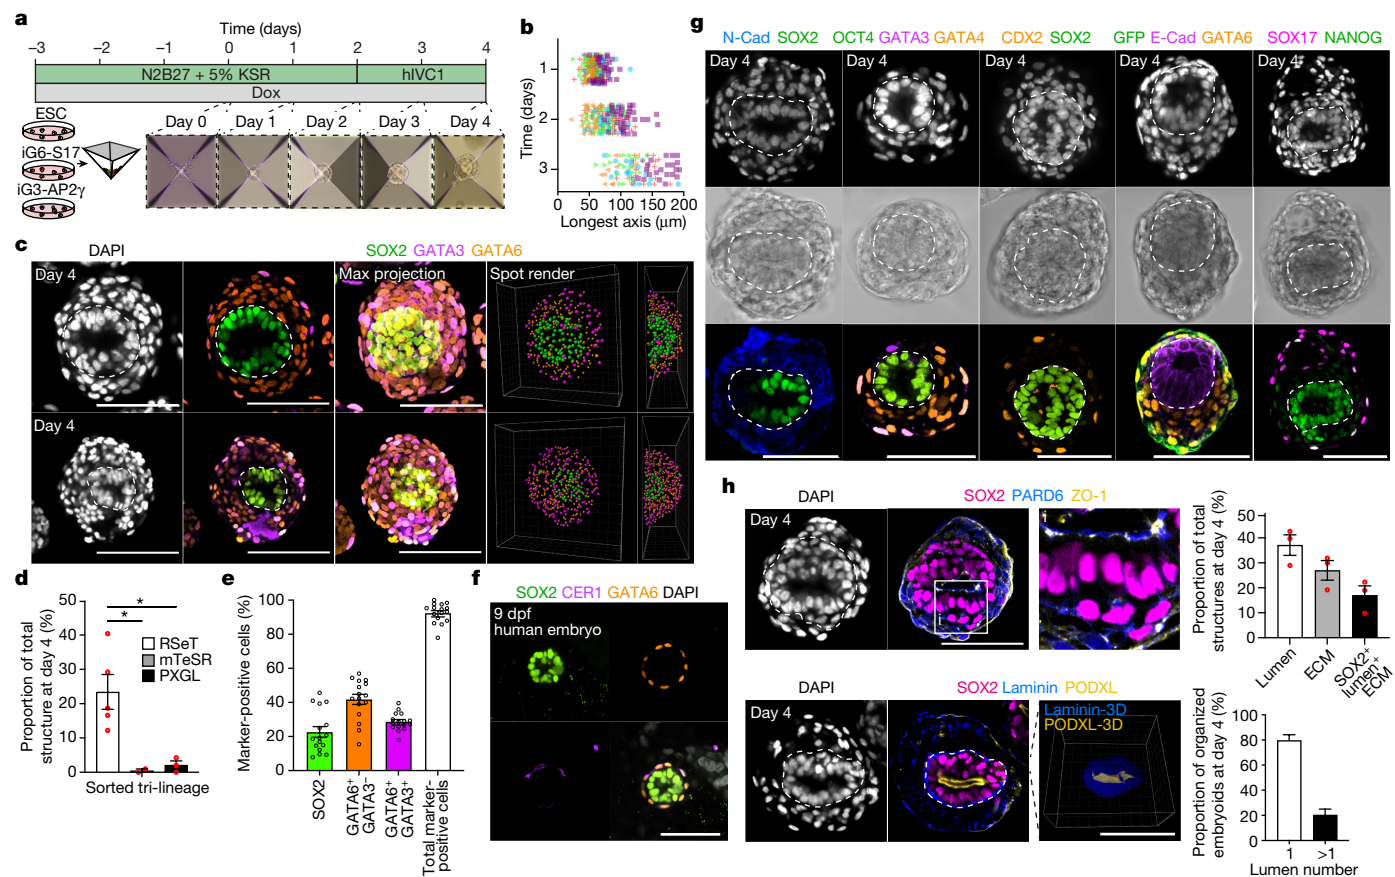 a
Time (days)
−3 −2 −1 0 1 2 3 4
N2B27 + 5% KSR
hIVC1
Dox
ESC
iG6-S17
iG3-AP2γ
Day 0
Day 1
Day 2
Day 3
Day 4
b
Time (days)
1
2
3
0 50 100 150 200
Longest axis (μm)
c
DAPI
SOX2 GATA3 GATA6
Day 4
Max projection
Spot render
Day 4
d
Proportion of total
structure at day 4 (%)
50
40
30
20
10
0
*
*
RSeT
mTeSR
PXGL
Sorted tri-lineage
e
Marker-positive cells (%)
100
80
60
40
20
0
SOX2
GATA6+
GATA3−
GATA6+
GATA3+
Total marker-
positive cells
f
SOX2 CER1 GATA6 DAPI
9 dpf
human embryo
g
N-Cad SOX2
OCT4 GATA3 GATA4
CDX2 SOX2
GFP E-Cad GATA6
SOX17 NANOG
Day 4
Day 4
Day 4
Day 4
Day 4
h
DAPI
SOX2 PARD6 ZO-1
Day 4
i
Proportion of total
structures at day 4 (%)
50
40
30
20
10
0
Lumen
ECM
SOX2+
lumen+
ECM
DAPI
SOX2 Laminin PODXL
Day 4
Laminin-3D
PODXL-3D
Proportion of organized
embryoids at day 4 (%)
100
80
60
40
20
0
1 >1
Lumen number